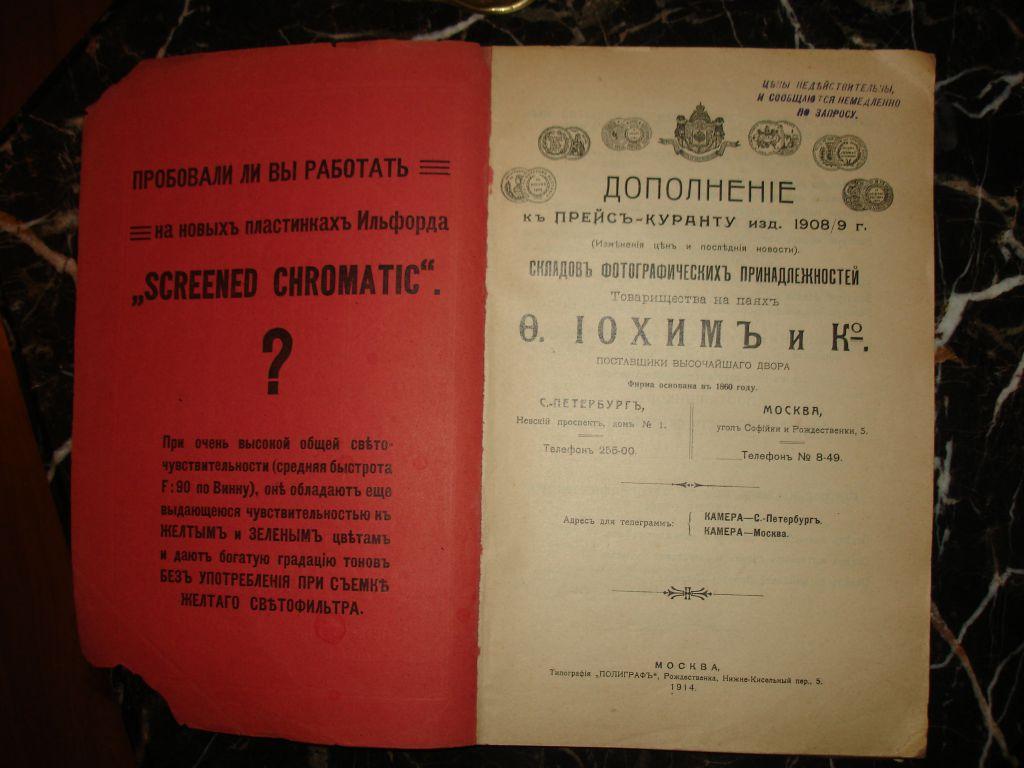 ПРОБОВАЛИ ЛИ ВЫ РАБОТАТЬ
на новыхъ пластинкахъ Ильфорда
„SCREENED CHROMATIC“.
?
При очень высокой общей свѣто-
чувствительности (средняя быстрота
F:90 по Винну), онѣ обладаютъ еще
выдающеюся чувствительностью къ
ЖЕЛТЫМЪ и ЗЕЛЕНЫМЪ цвѣтамъ
и даютъ богатую градацію тоновъ
БЕЗЪ УПОТРЕБЛЕНІЯ ПРИ СЪЕМКѢ
ЖЕЛТАГО СВѢТОФИЛЬТРА.
ЦѢНЫ НЕДѢЙСТВИТЕЛЬНЫ,
И СООБЩАЮТСЯ НЕМЕДЛЕННО
ПО ЗАПРОСУ.
ДОПОЛНЕНІЕ
къ ПРЕЙСЪ-КУРАНТУ изд. 1908/9 г.
(Измѣненія цѣнъ и послѣднія новости).
СКЛАДОВЪ ФОТОГРАФИЧЕСКИХЪ ПРИНАДЛЕЖНОСТЕЙ
Товарищества на паяхъ
Ѳ. ІОХИМЪ и Кº.
ПОСТАВЩИКИ ВЫСОЧАЙШАГО ДВОРА
Фирма основана въ 1860 году.
С.-ПЕТЕРБУРГЪ,
Невскій проспектъ, домъ № 1.
Телефонъ 255-00.
МОСКВА,
уголъ Софійки и Рождественки, 5.
Телефонъ № 8-49.
Адресъ для телеграммъ:
КАМЕРА—С.-Петербургъ.
КАМЕРА—Москва.
МОСКВА,
Типографія „ПОЛИГРАФЪ“, Рождественка, Нижне-Кисельный пер., 5.
1914.